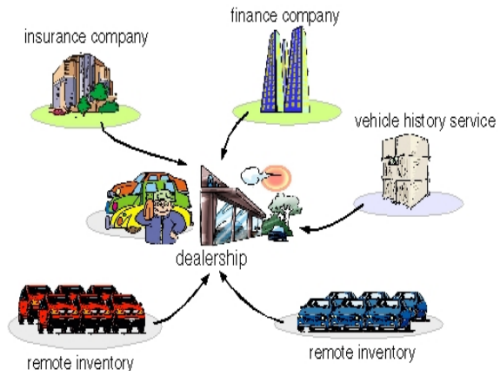 finance company
insurance company
vehicle history service
dealership
remote inventory
remote inventory